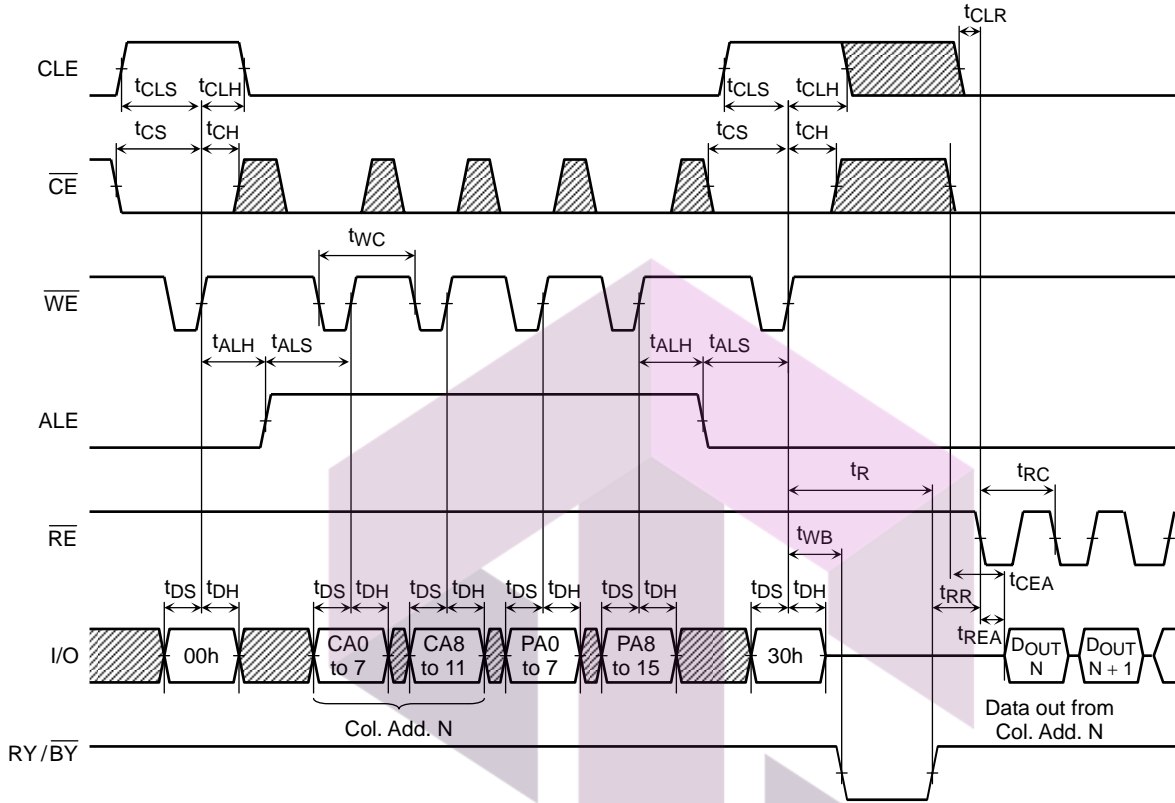 tCLR
CLE
tCLS tCLH tCLS tCLH
tCS tCH tCS tCH
CE
tWC
WE
tALH tALS tALH tALS
ALE
tR tRC
RE
tWB
tCEA
tDS tDH tDS tDH tDS tDH tDS tDH tDS tDH tDS tDH tRR
tREA
I/O 00h CA0 to 7 CA8 to 11 PA0 to 7 PA8 to 15 30h DOUT N DOUT N + 1
Col. Add. N
Data out from
Col. Add. N
RY/BY